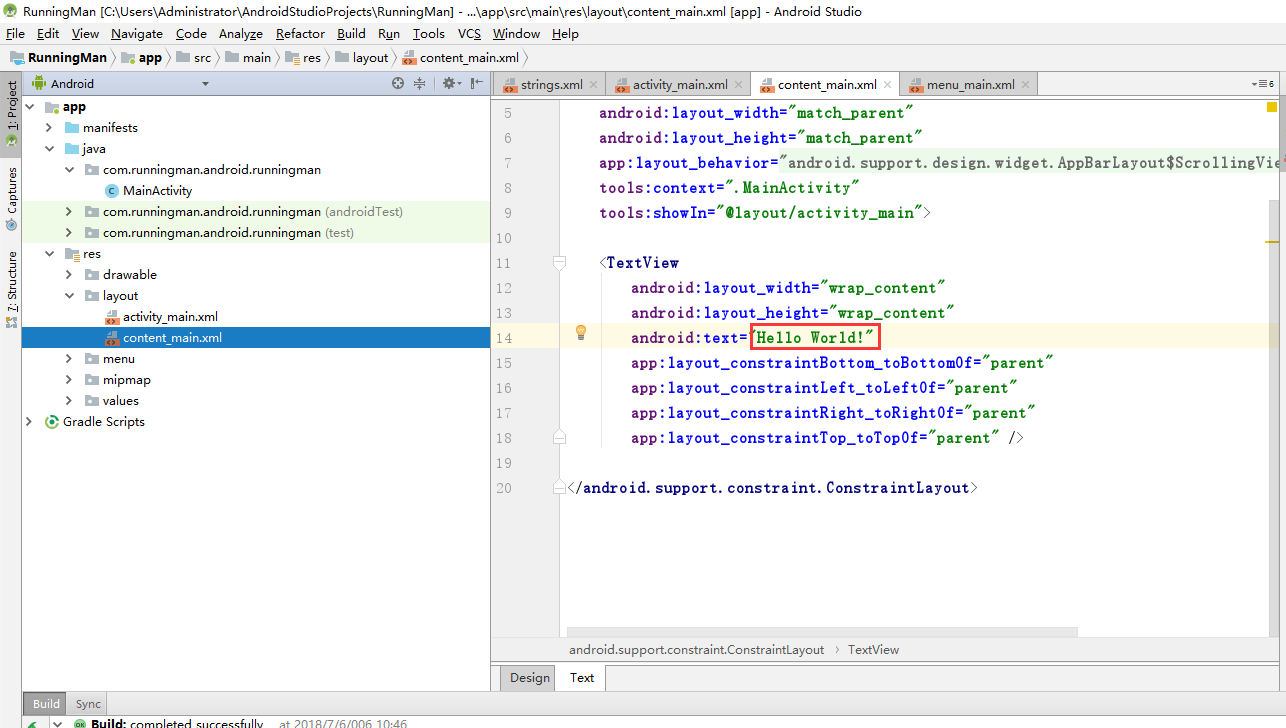 RunningMan [C:\Users\Administrator\AndroidStudioProjects\RunningMan] - ...\app\src\main\res\layout\content_main.xml [app] - Android Studio
File Edit View Navigate Code Analyze Refactor Build Run Tools VCS Window Help
RunningMan app src main res layout content_main.xml
1: Project
Captures
7: Structure
Android
app
manifests
java
com.runningman.android.runningman
MainActivity
com.runningman.android.runningman (androidTest)
com.runningman.android.runningman (test)
res
drawable
layout
activity_main.xml
content_main.xml
menu
mipmap
values
Gradle Scripts
strings.xml activity_main.xml content_main.xml menu_main.xml 6
5 android:layout_width="match_parent"
6 android:layout_height="match_parent"
7 app:layout_behavior="android.support.design.widget.AppBarLayout$ScrollingVie
8 tools:context=".MainActivity"
9 tools:showIn="@layout/activity_main">
10
11 <TextView
12 android:layout_width="wrap_content"
13 android:layout_height="wrap_content"
14 android:text="Hello World!"
15 app:layout_constraintBottom_toBottomOf="parent"
16 app:layout_constraintLeft_toLeftOf="parent"
17 app:layout_constraintRight_toRightOf="parent"
18 app:layout_constraintTop_toTopOf="parent" />
19
20 </android.support.constraint.ConstraintLayout>
android.support.constraint.ConstraintLayout › TextView
Design Text
Build Sync
Build: completed successfully at 2018/7/6/006 10:46